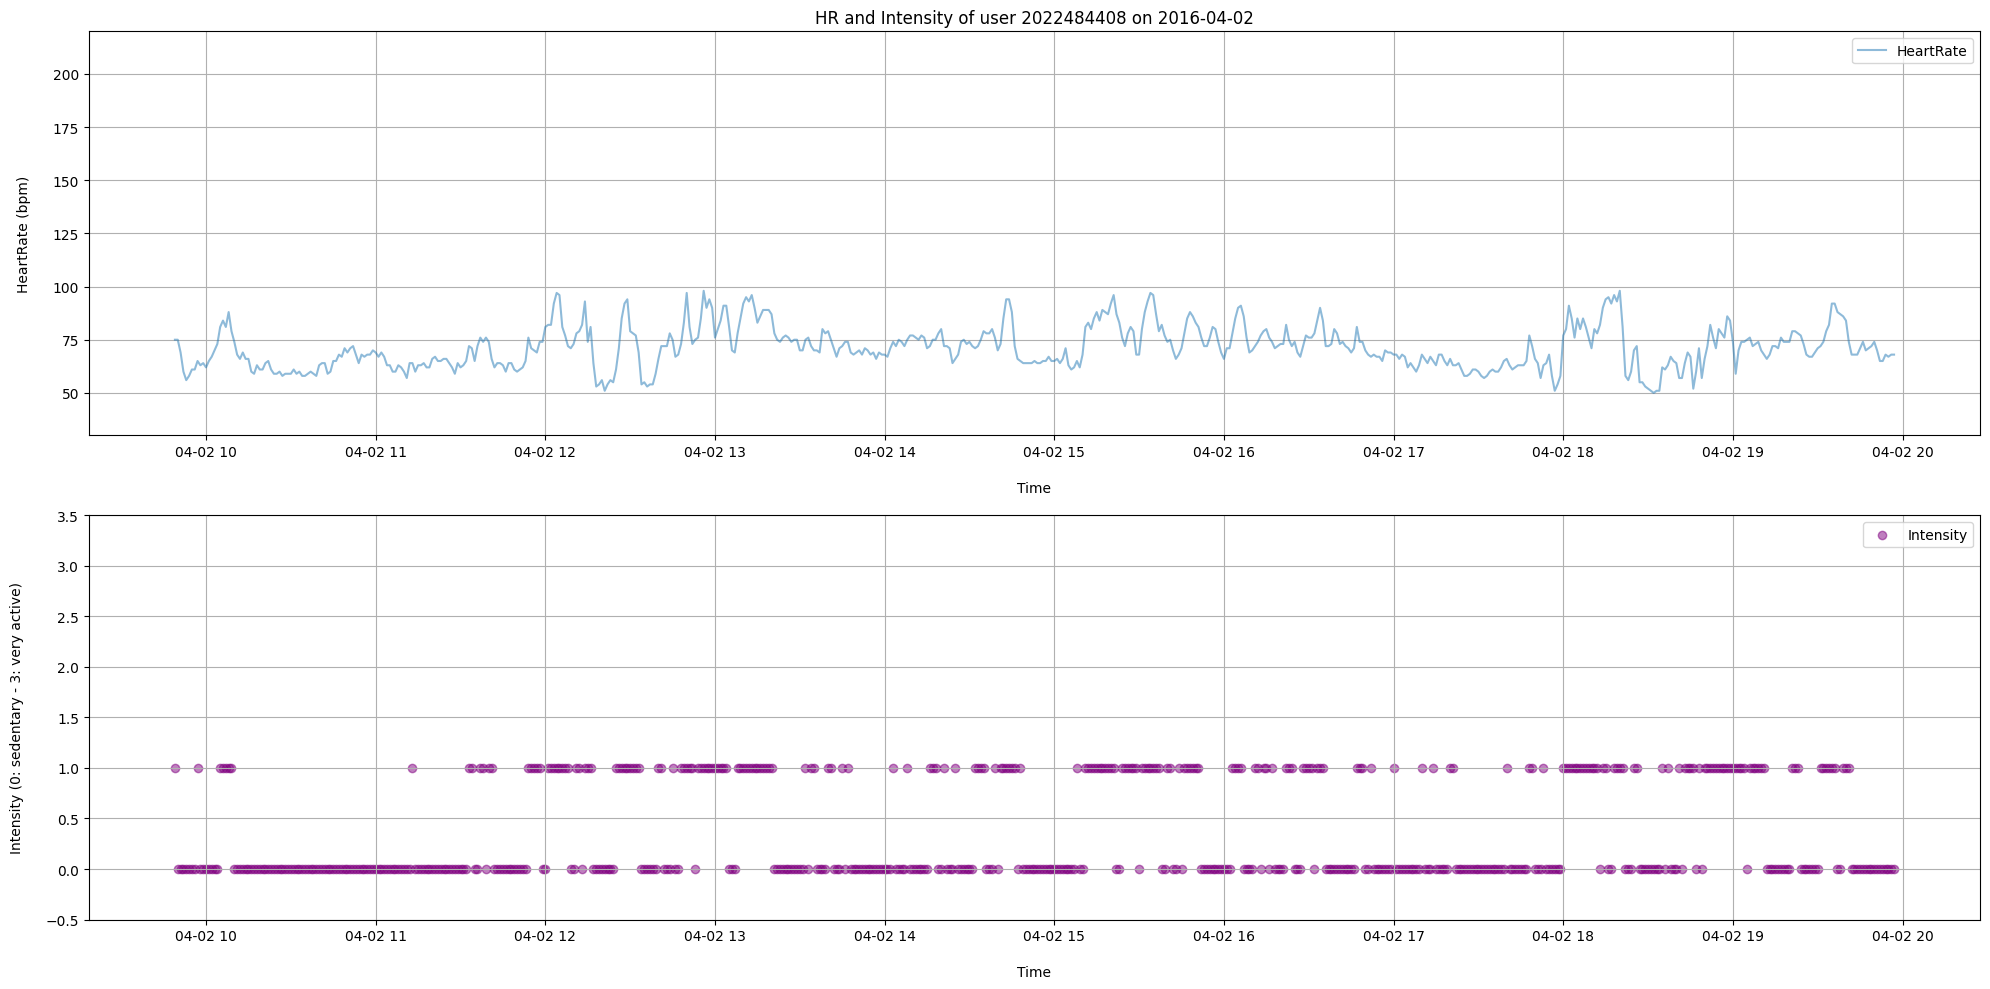 HR and Intensity of user 2022484408 on 2016-04-02
HeartRate
200
175
150
125
100
75
50
HeartRate (bpm)
04-02 10 04-02 11 04-02 12 04-02 13 04-02 14 04-02 15 04-02 16 04-02 17 04-02 18 04-02 19 04-02 20
Time
Intensity
3.5
3.0
2.5
2.0
1.5
1.0
0.5
0.0
−0.5
Intensity (0: sedentary - 3: very active)
04-02 10 04-02 11 04-02 12 04-02 13 04-02 14 04-02 15 04-02 16 04-02 17 04-02 18 04-02 19 04-02 20
Time